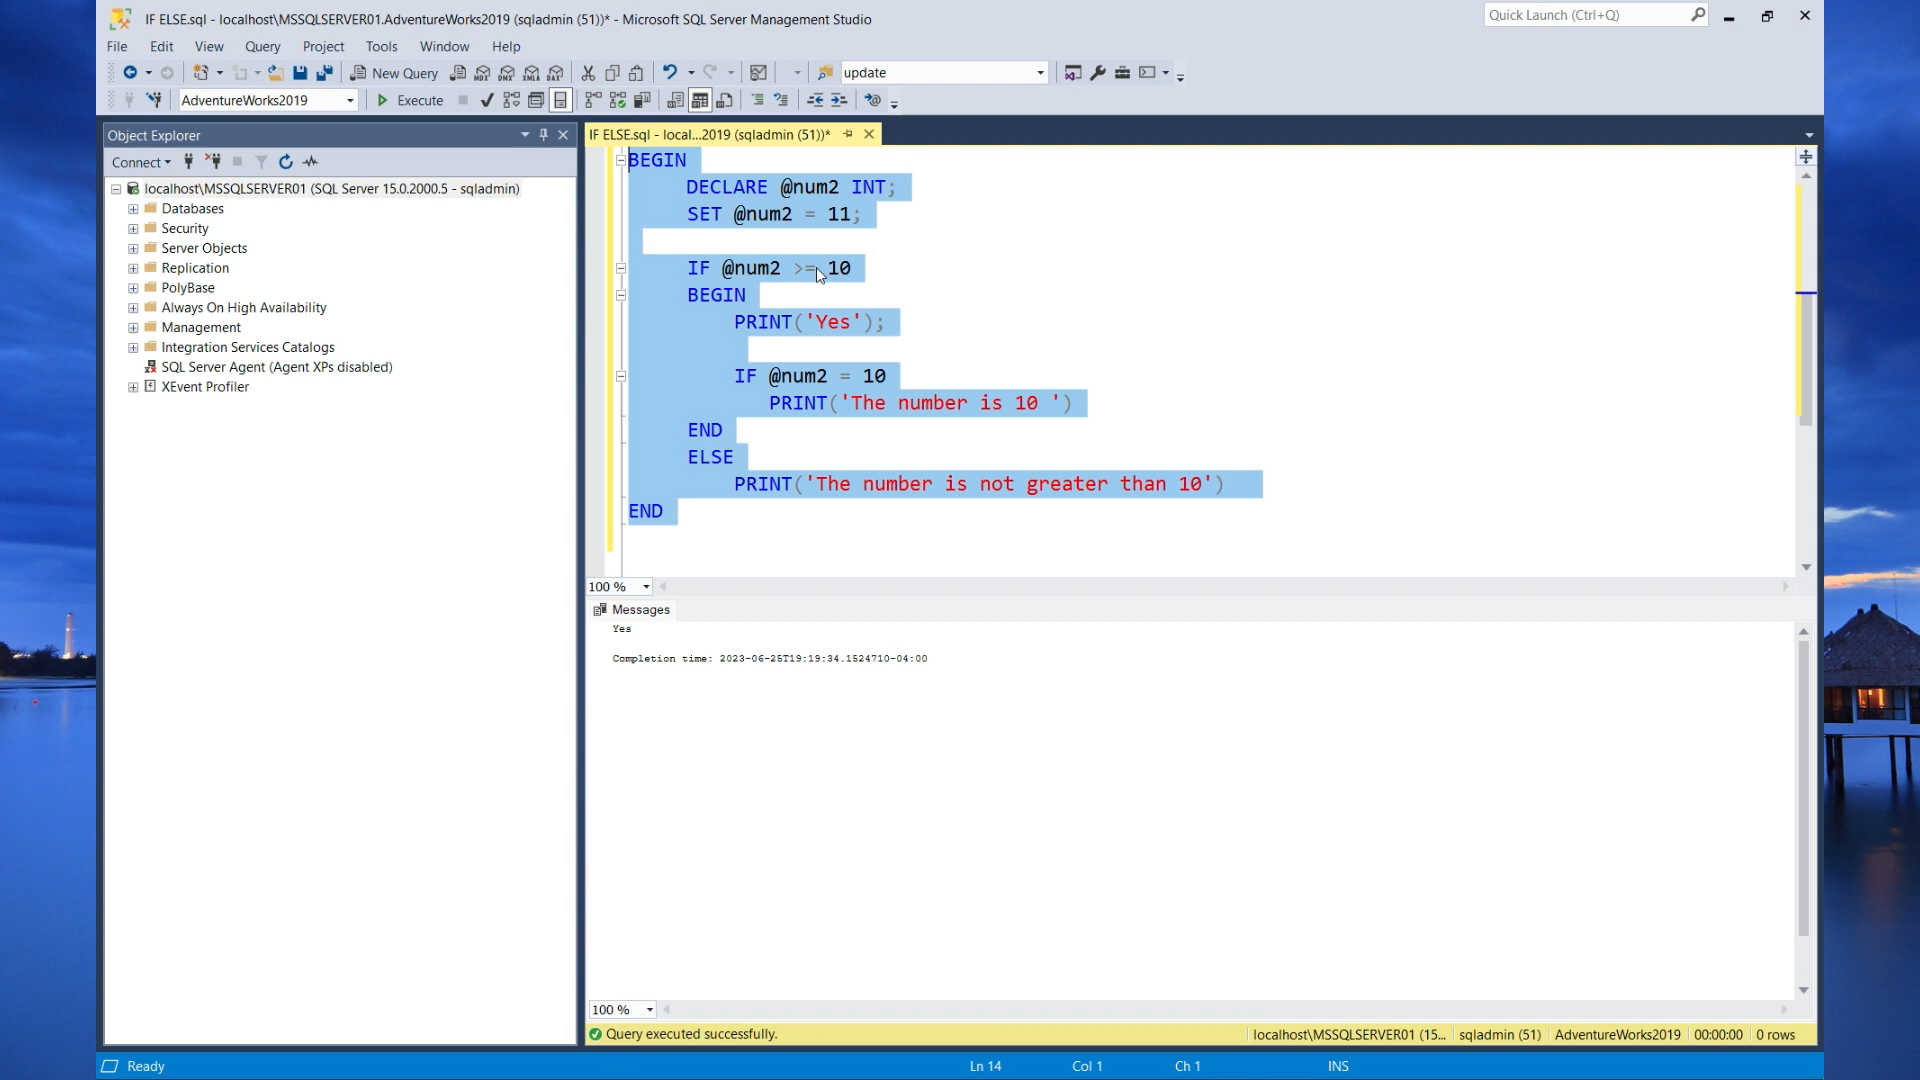 IF ELSE.sql - localhost\MSSQLSERVER01.AdventureWorks2019 (sqladmin (51))* - Microsoft SQL Server Management Studio
Quick Launch (Ctrl+Q)
File Edit View Query Project Tools Window Help
New Query MDX DMX XMLA DAX update
AdventureWorks2019 Execute
Object Explorer
Connect
localhost\MSSQLSERVER01 (SQL Server 15.0.2000.5 - sqladmin)
Databases
Security
Server Objects
Replication
PolyBase
Always On High Availability
Management
Integration Services Catalogs
SQL Server Agent (Agent XPs disabled)
XEvent Profiler
IF ELSE.sql - local...2019 (sqladmin (51))*
BEGIN
DECLARE @num2 INT;
SET @num2 = 11;
IF @num2 >= 10
BEGIN
PRINT('Yes');
IF @num2 = 10
PRINT('The number is 10 ')
END
ELSE
PRINT('The number is not greater than 10')
END
100 %
Messages
Yes
Completion time: 2023-06-25T19:19:34.1524710-04:00
100 %
Query executed successfully.
localhost\MSSQLSERVER01 (15... sqladmin (51) AdventureWorks2019 00:00:00 0 rows
Ready Ln 14 Col 1 Ch 1 INS